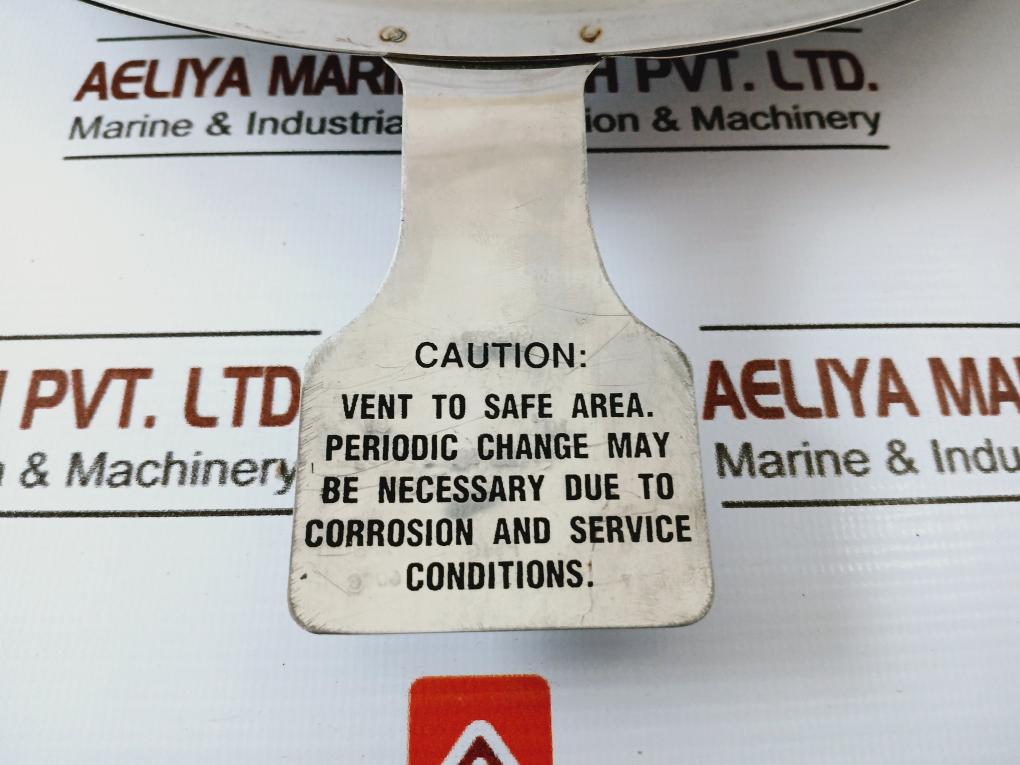 AELIYA MARI H PVT. LTD.
Marine & Industria ion & Machinery
CAUTION:
VENT TO SAFE AREA.
PERIODIC CHANGE MAY
BE NECESSARY DUE TO
CORROSION AND SERVICE
CONDITIONS.
H PVT. LTD
& Machinery
AELIYA MA
Marine & Indu